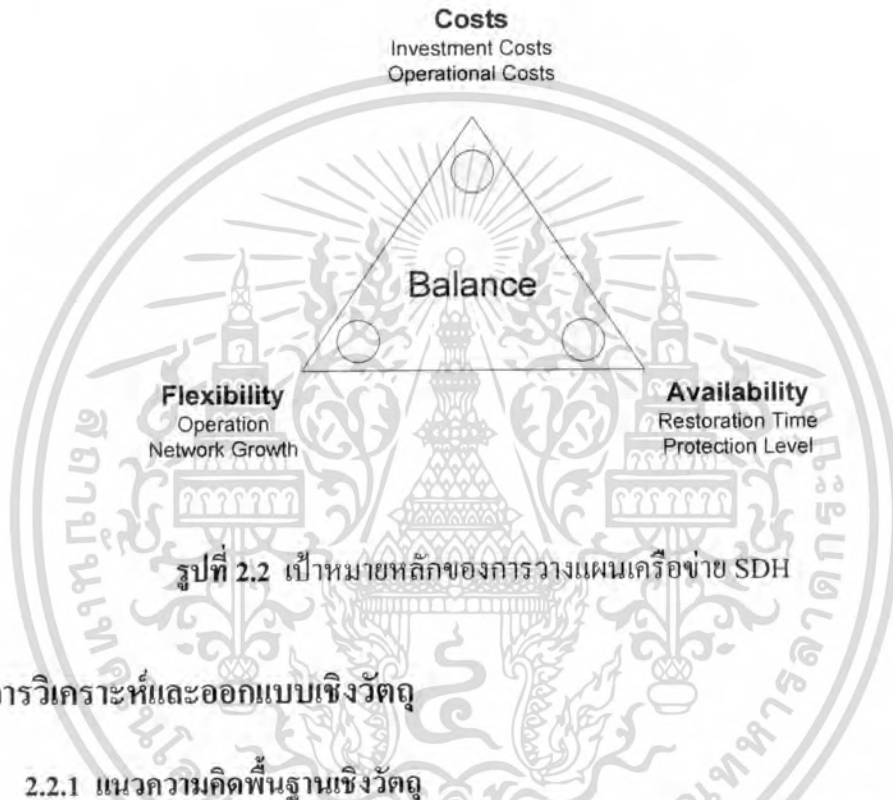 Costs
Investment Costs
Operational Costs
Balance
Flexibility
Operation
Network Growth
Availability
Restoration Time
Protection Level
รูปที่ 2.2 เป้าหมายหลักของการวางแผนเครือข่าย SDH
การวิเคราะห์และออกแบบเชิงวัตถุ
2.2.1 แนวความคิดพื้นฐานเชิงวัตถุ